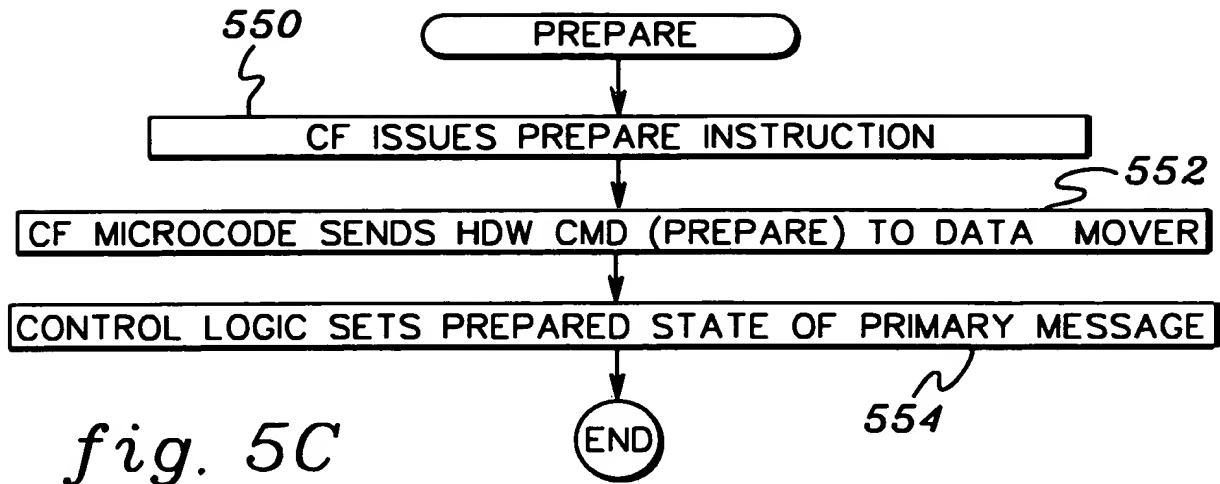 550
PREPARE
CF ISSUES PREPARE INSTRUCTION
552
CF MICROCODE SENDS HDW CMD (PREPARE) TO DATA MOVER
CONTROL LOGIC SETS PREPARED STATE OF PRIMARY MESSAGE
554
END
fig. 5C